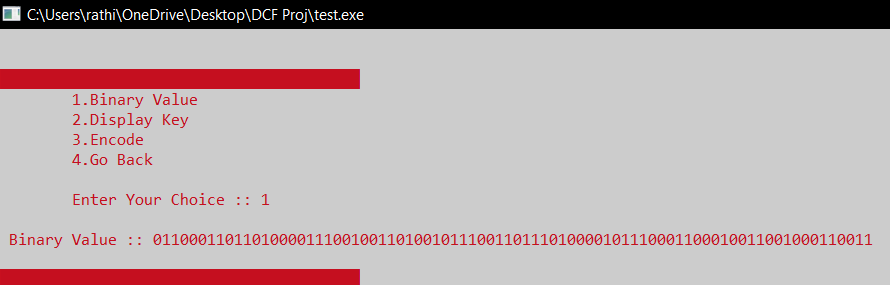 C:\Users\rathi\OneDrive\Desktop\DCF Proj\test.exe
1.Binary Value
2.Display Key
3.Encode
4.Go Back
Enter Your Choice :: 1
Binary Value :: 01100011011010000111001001101001011100110111010000101110001100010011001000110011